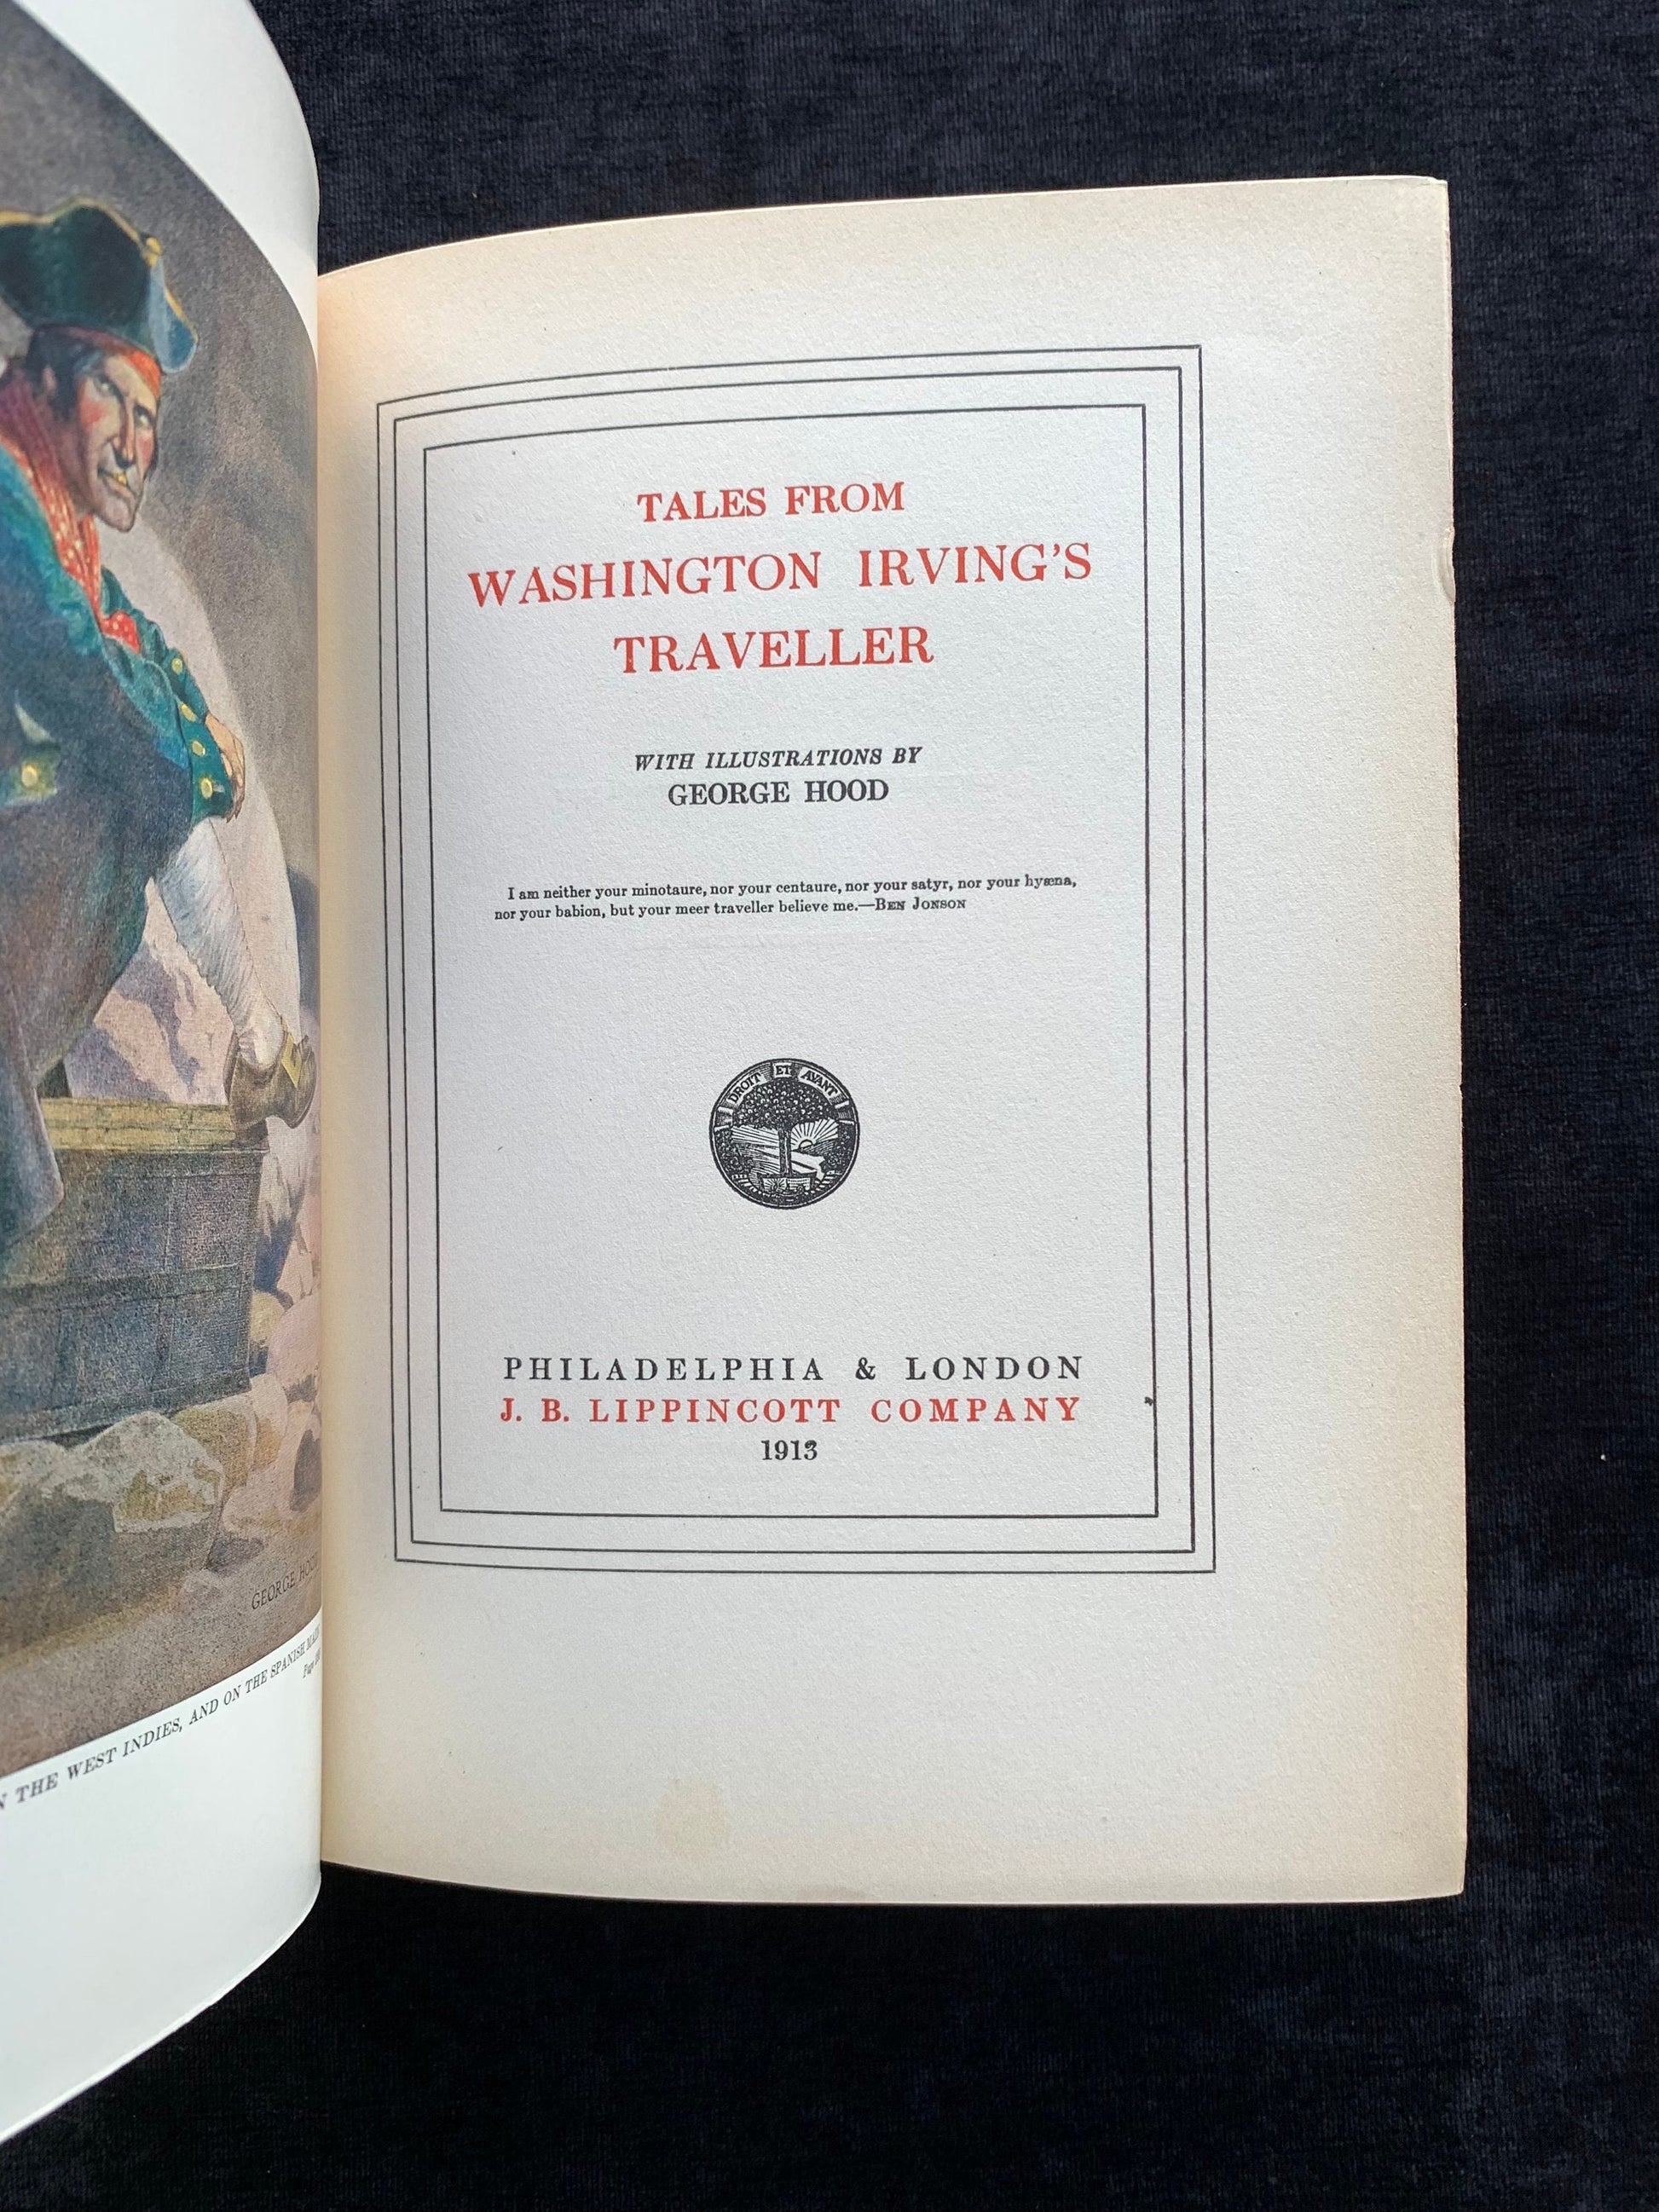 GEORGE HOOD
N THE WEST INDIES, AND ON THE SPANISH MAIN
Page
TALES FROM
WASHINGTON IRVING'S
TRAVELLER
WITH ILLUSTRATIONS BY
GEORGE HOOD
I am neither your minotaure, nor your centaure, nor your satyr, nor your hyæna,
nor your babion, but your meer traveller believe me.—BEN JONSON
DROIT ET AVANT
PHILADELPHIA & LONDON
J. B. LIPPINCOTT COMPANY
1913